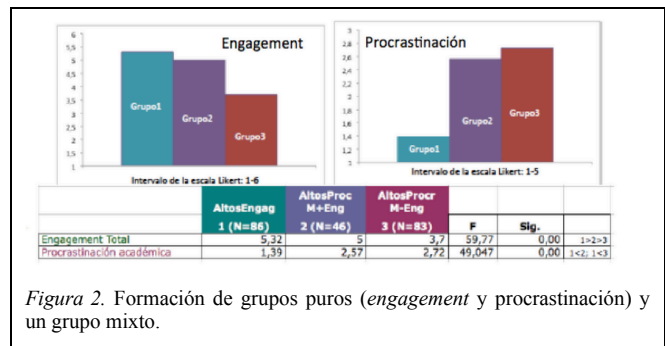 Engagement
6
5,5
5
4,5
4
3,5
3
2,5
2
1,5
1
Grupo1
Grupo2
Grupo3
Intervalo de la escala Likert: 1-6
Procrastinación
3
2,8
2,6
2,4
2,2
2
1,8
1,6
1,4
1,2
1
Grupo1
Grupo2
Grupo3
Intervalo de la escala Likert: 1-5
AltosEngag AltosProc M+Eng AltosProcr M-Eng
1 (N=86) 2 (N=46) 3 (N=83) F Sig.
Engagement Total 5,32 5 3,7 59,77 0,00 1>2>3
Procrastinación académica 1,39 2,57 2,72 49,047 0,00 1<2; 1<3
Figura 2. Formación de grupos puros (engagement y procrastinación) y
un grupo mixto.